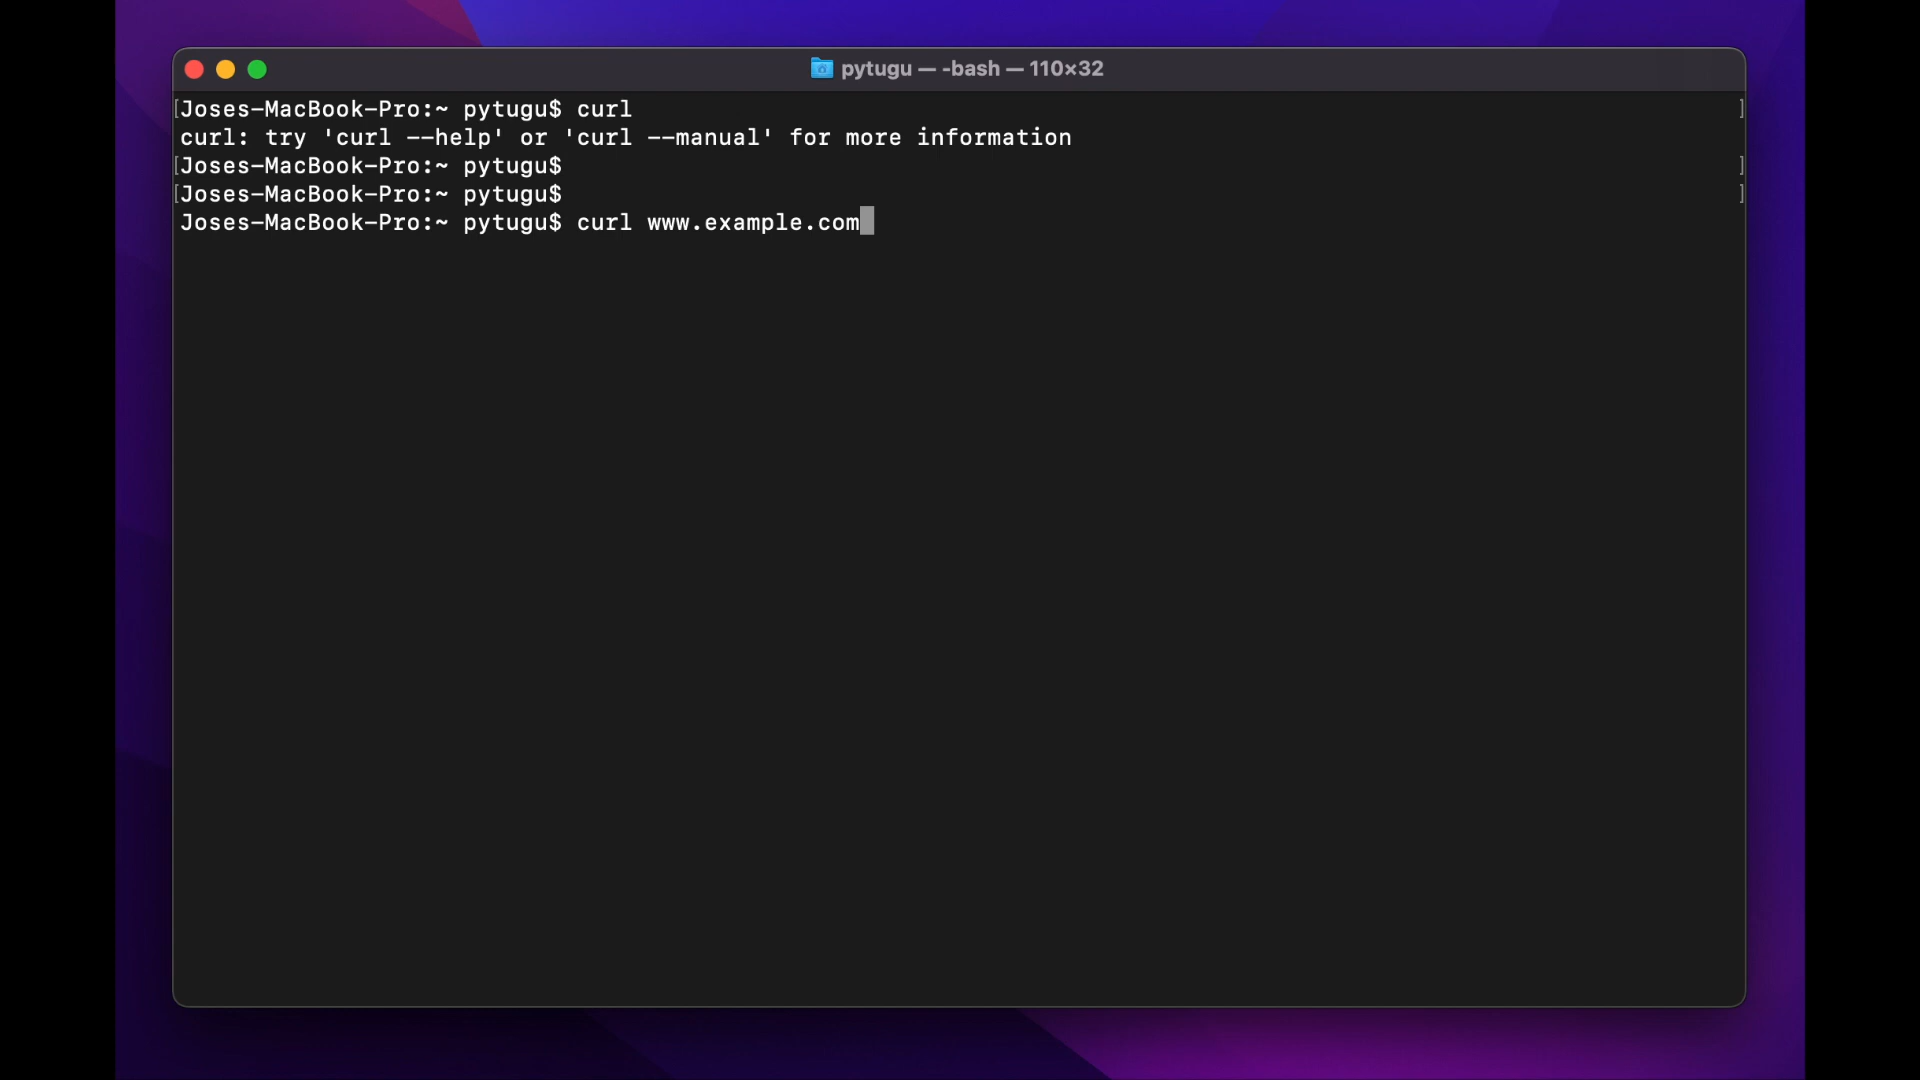 pytugu — -bash — 110×32
[Joses-MacBook-Pro:~ pytugu$ curl ]
curl: try 'curl --help' or 'curl --manual' for more information
[Joses-MacBook-Pro:~ pytugu$ ]
[Joses-MacBook-Pro:~ pytugu$ ]
Joses-MacBook-Pro:~ pytugu$ curl www.example.com